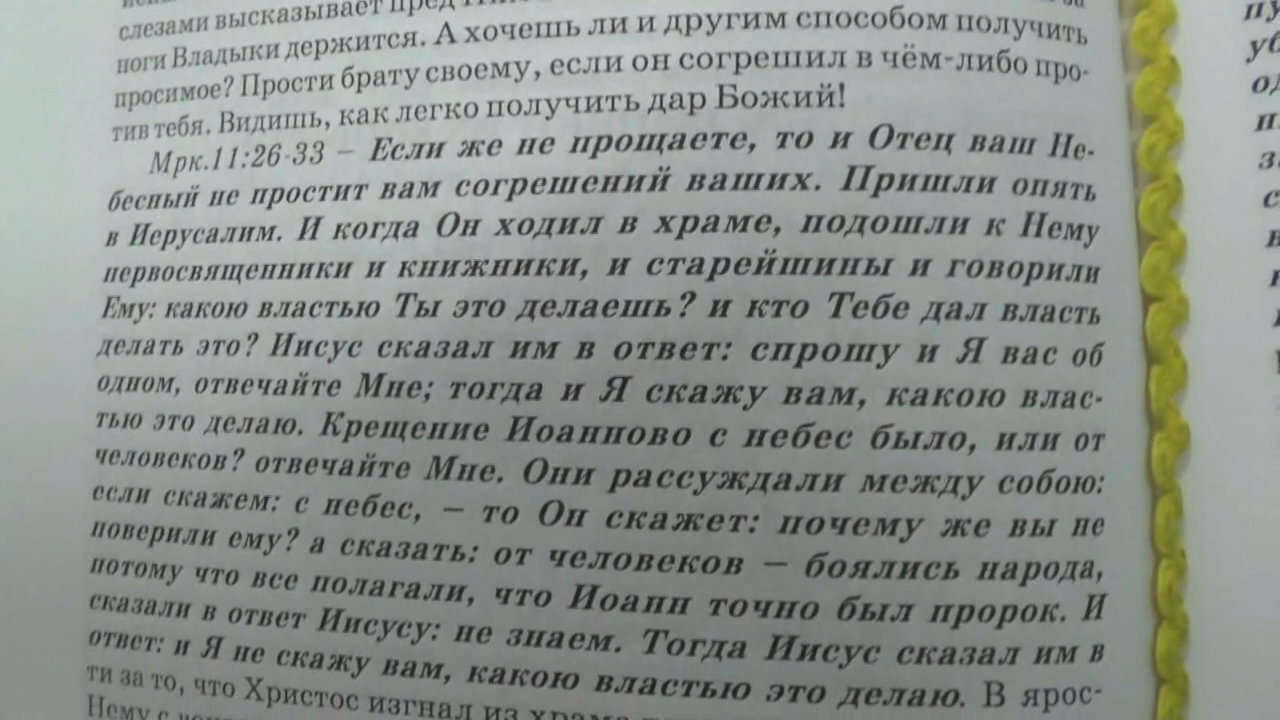 слезами высказывает пред
ноги Владыки держится. А хочешь ли и другим способом получить
просимое? Прости брату своему, если он согрешил в чём-либо про-
тив тебя. Видишь, как легко получить дар Божий!
Мрк.11:26-33 – Если же не прощаете, то и Отец ваш Не-
бесный не простит вам согрешений ваших. Пришли опять
в Иерусалим. И когда Он ходил в храме, подошли к Нему
первосвященники и книжники, и старейшины и говорили
Ему: какою властью Ты это делаешь? и кто Тебе дал власть
делать это? Иисус сказал им в ответ: спрошу и Я вас об
одном, отвечайте Мне; тогда и Я скажу вам, какою влас-
тью это делаю. Крещение Иоанново с небес было, или от
человеков? отвечайте Мне. Они рассуждали между собою:
если скажем: с небес, – то Он скажет: почему же вы не
поверили ему? а сказать: от человеков – боялись народа,
потому что все полагали, что Иоанн точно был пророк. И
сказали в ответ Иисусу: не знаем. Тогда Иисус сказал им в
ответ: и Я не скажу вам, какою властью это делаю. В ярос-
ти за то, что Христос изгнал из храма
Нему с